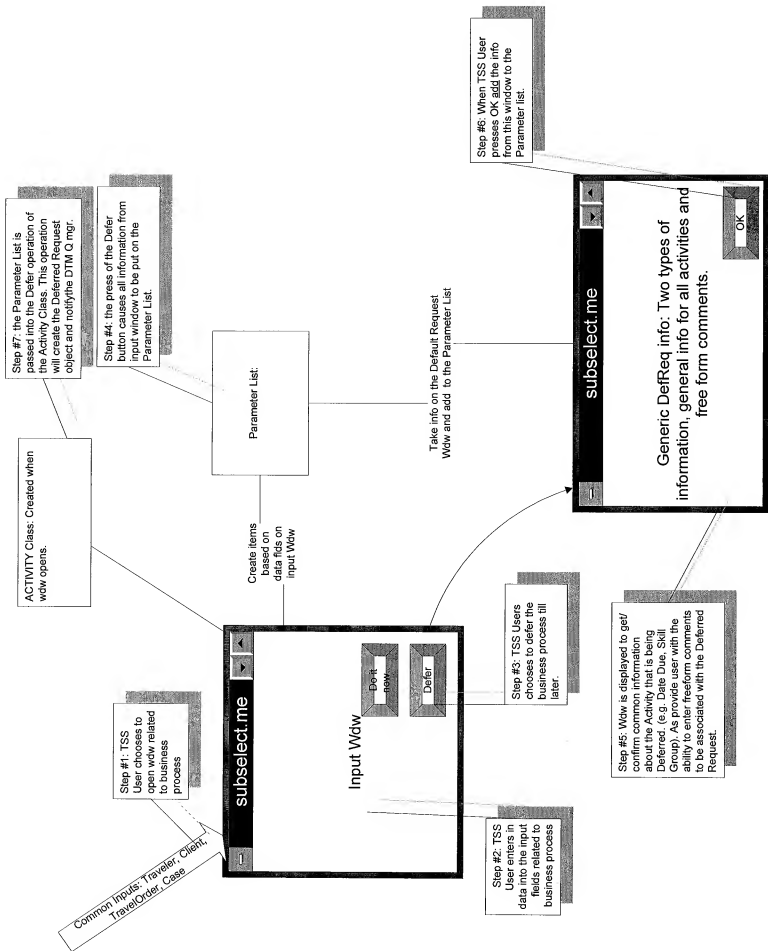 Common Inputs: Traveler, Client,
TravelOrder, Case
Step #1: TSS
User chooses to
open wdw related
to business
process
ACTIVITY Class: Created when
wdw opens.
Step #7: the Parameter List is
passed into the Defer operation of
the Activity Class. This operation
will create the Deferred Request
object and notifythe DTM Q mgr.
Step #4: the press of the Defer
button causes all information from
input window to be put on the
Parameter List.
subselect.me
Input Wdw
Do it
now
Defer
Create items
based on
data flds on
input Wdw
Parameter List:
Step #2: TSS
User enters in
data into the input
fields related to
business process
Step #3: TSS Users
chooses to defer the
business process till
later.
Take info on the Default Request
Wdw and add  to the Parameter List
Step #5: Wdw is displayed to get/
confirm common information
about the Activity that is being
Deferred. (e.g. Date Due, Skill
Group). As provide user with the
ability to enter freeform comments
to be associated with the Deferred
Request.
subselect.me
Generic DefReq info: Two types of
information, general info for all activities and
free form comments.
OK
Step #6: When TSS User
presses OK add the info
from this window to the
Parameter list.